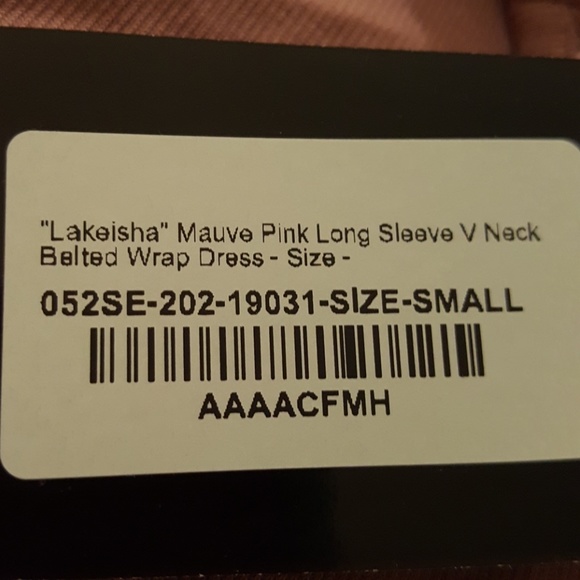 "Lakeisha" Mauve Pink Long Sleeve V Neck
Belted Wrap Dress - Size -
052SE-202-19031-SIZE-SMALL
AAAACFMH